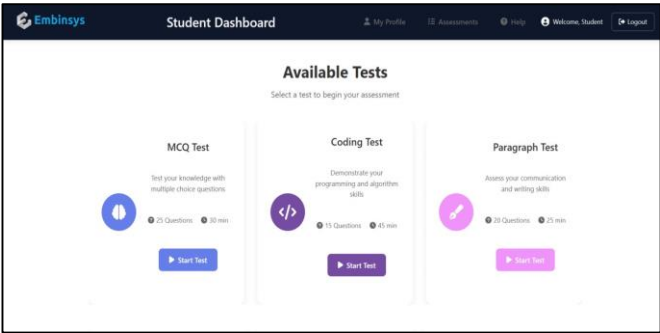 Embinsys
Student Dashboard
My Profile
Assessments
Help
Welcome, Student
Logout
Available Tests
Select a test to begin your assessment
MCQ Test
Test your knowledge with
multiple choice questions
25 Questions 30 min
Start Test
Coding Test
Demonstrate your
programming and algorithm
skills
</>
15 Questions 45 min
Start Test
Paragraph Test
Assess your communication
and writing skills
20 Questions 25 min
Start Test